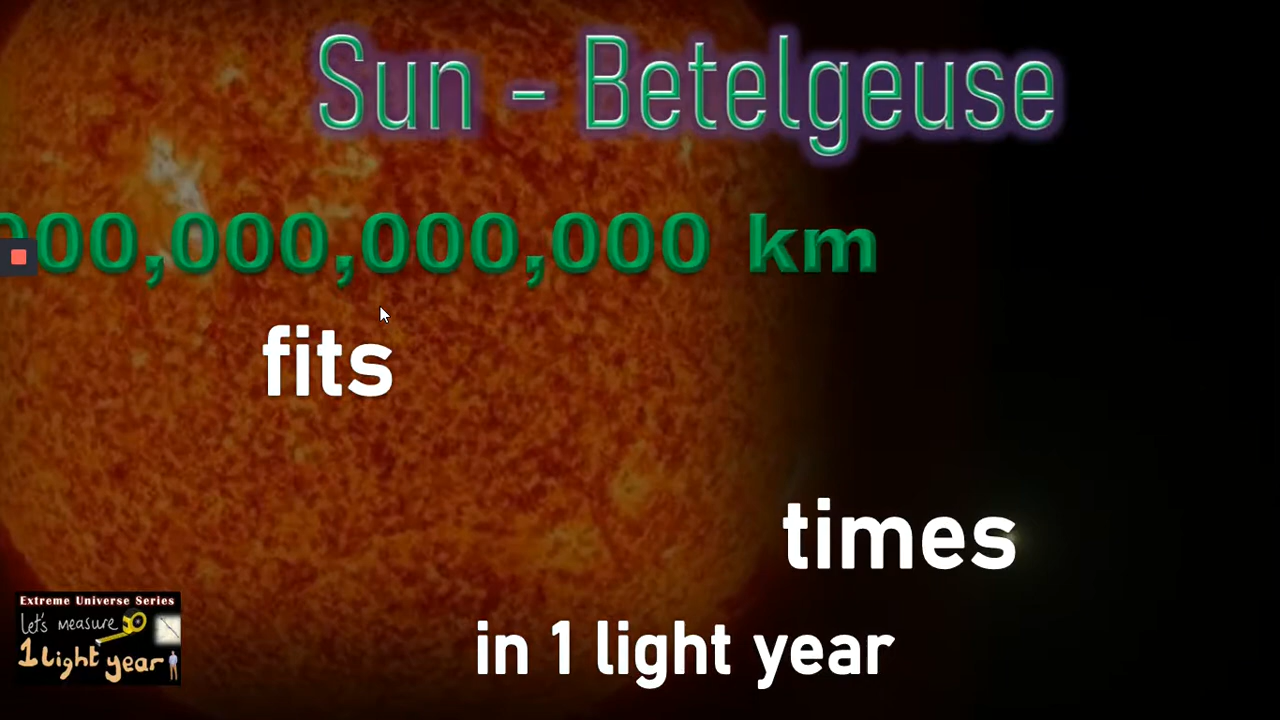 Sun - Betelgeuse
000,000,000,000 km
fits
times
in 1 light year
Extreme Universe Series
let's measure
1 light year